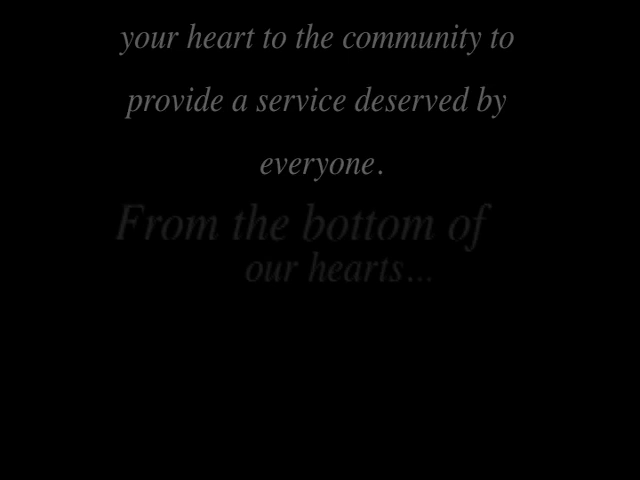 your heart to the community to
provide a service deserved by
everyone.
From the bottom of
our hearts...